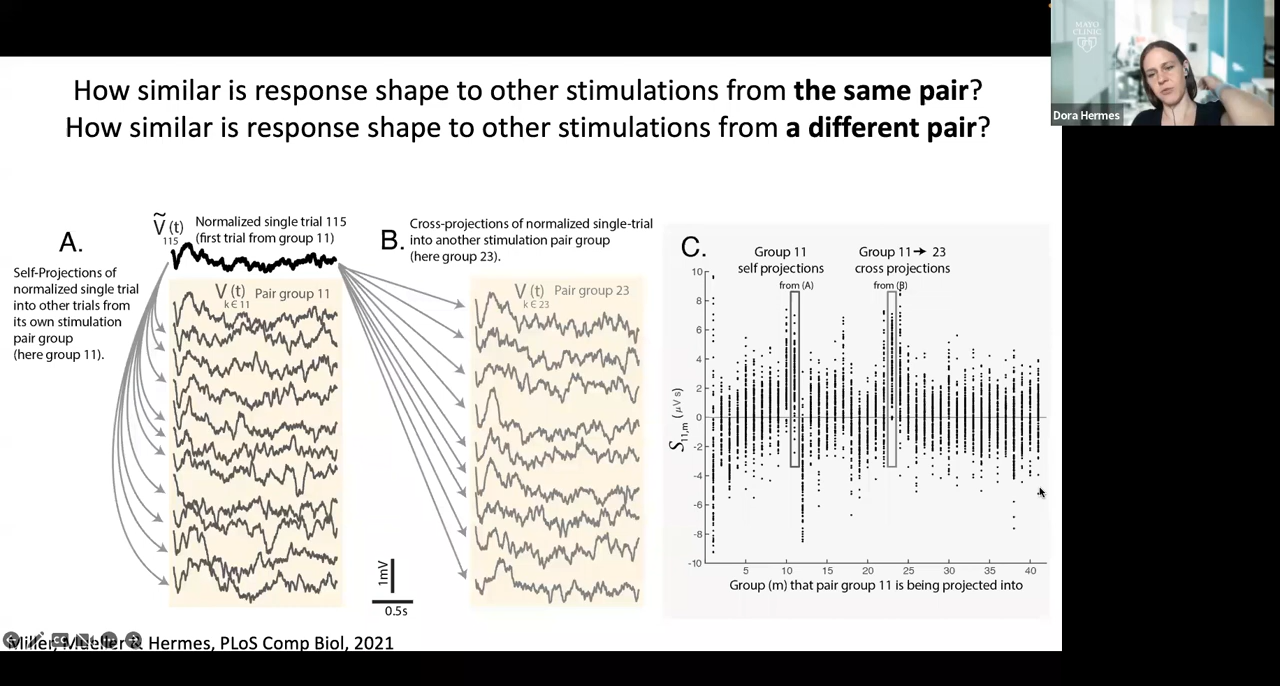 How similar is response shape to other stimulations from the same pair?
How similar is response shape to other stimulations from a different pair?
MAYO
CLINIC
Dora Hermes
A.
Ṽ (t)
115
Normalized single trial 115
(first trial from group 11)
Self-Projections of
normalized single trial
into other trials from
its own stimulation
pair group
(here group 11).
V (t) Pair group 11
k ∈ 11
B.
Cross-projections of normalized single-trial
into another stimulation pair group
(here group 23).
V (t) Pair group 23
k ∈ 23
1mV
0.5s
C.
Group 11
self projections
from (A)
Group 11→ 23
cross projections
from (B)
S11,m (μV s)
10
8
6
4
2
0
-2
-4
-6
-8
-10
5 10 15 20 25 30 35 40
Group (m) that pair group 11 is being projected into
Miller, Mueller & Hermes, PLoS Comp Biol, 2021